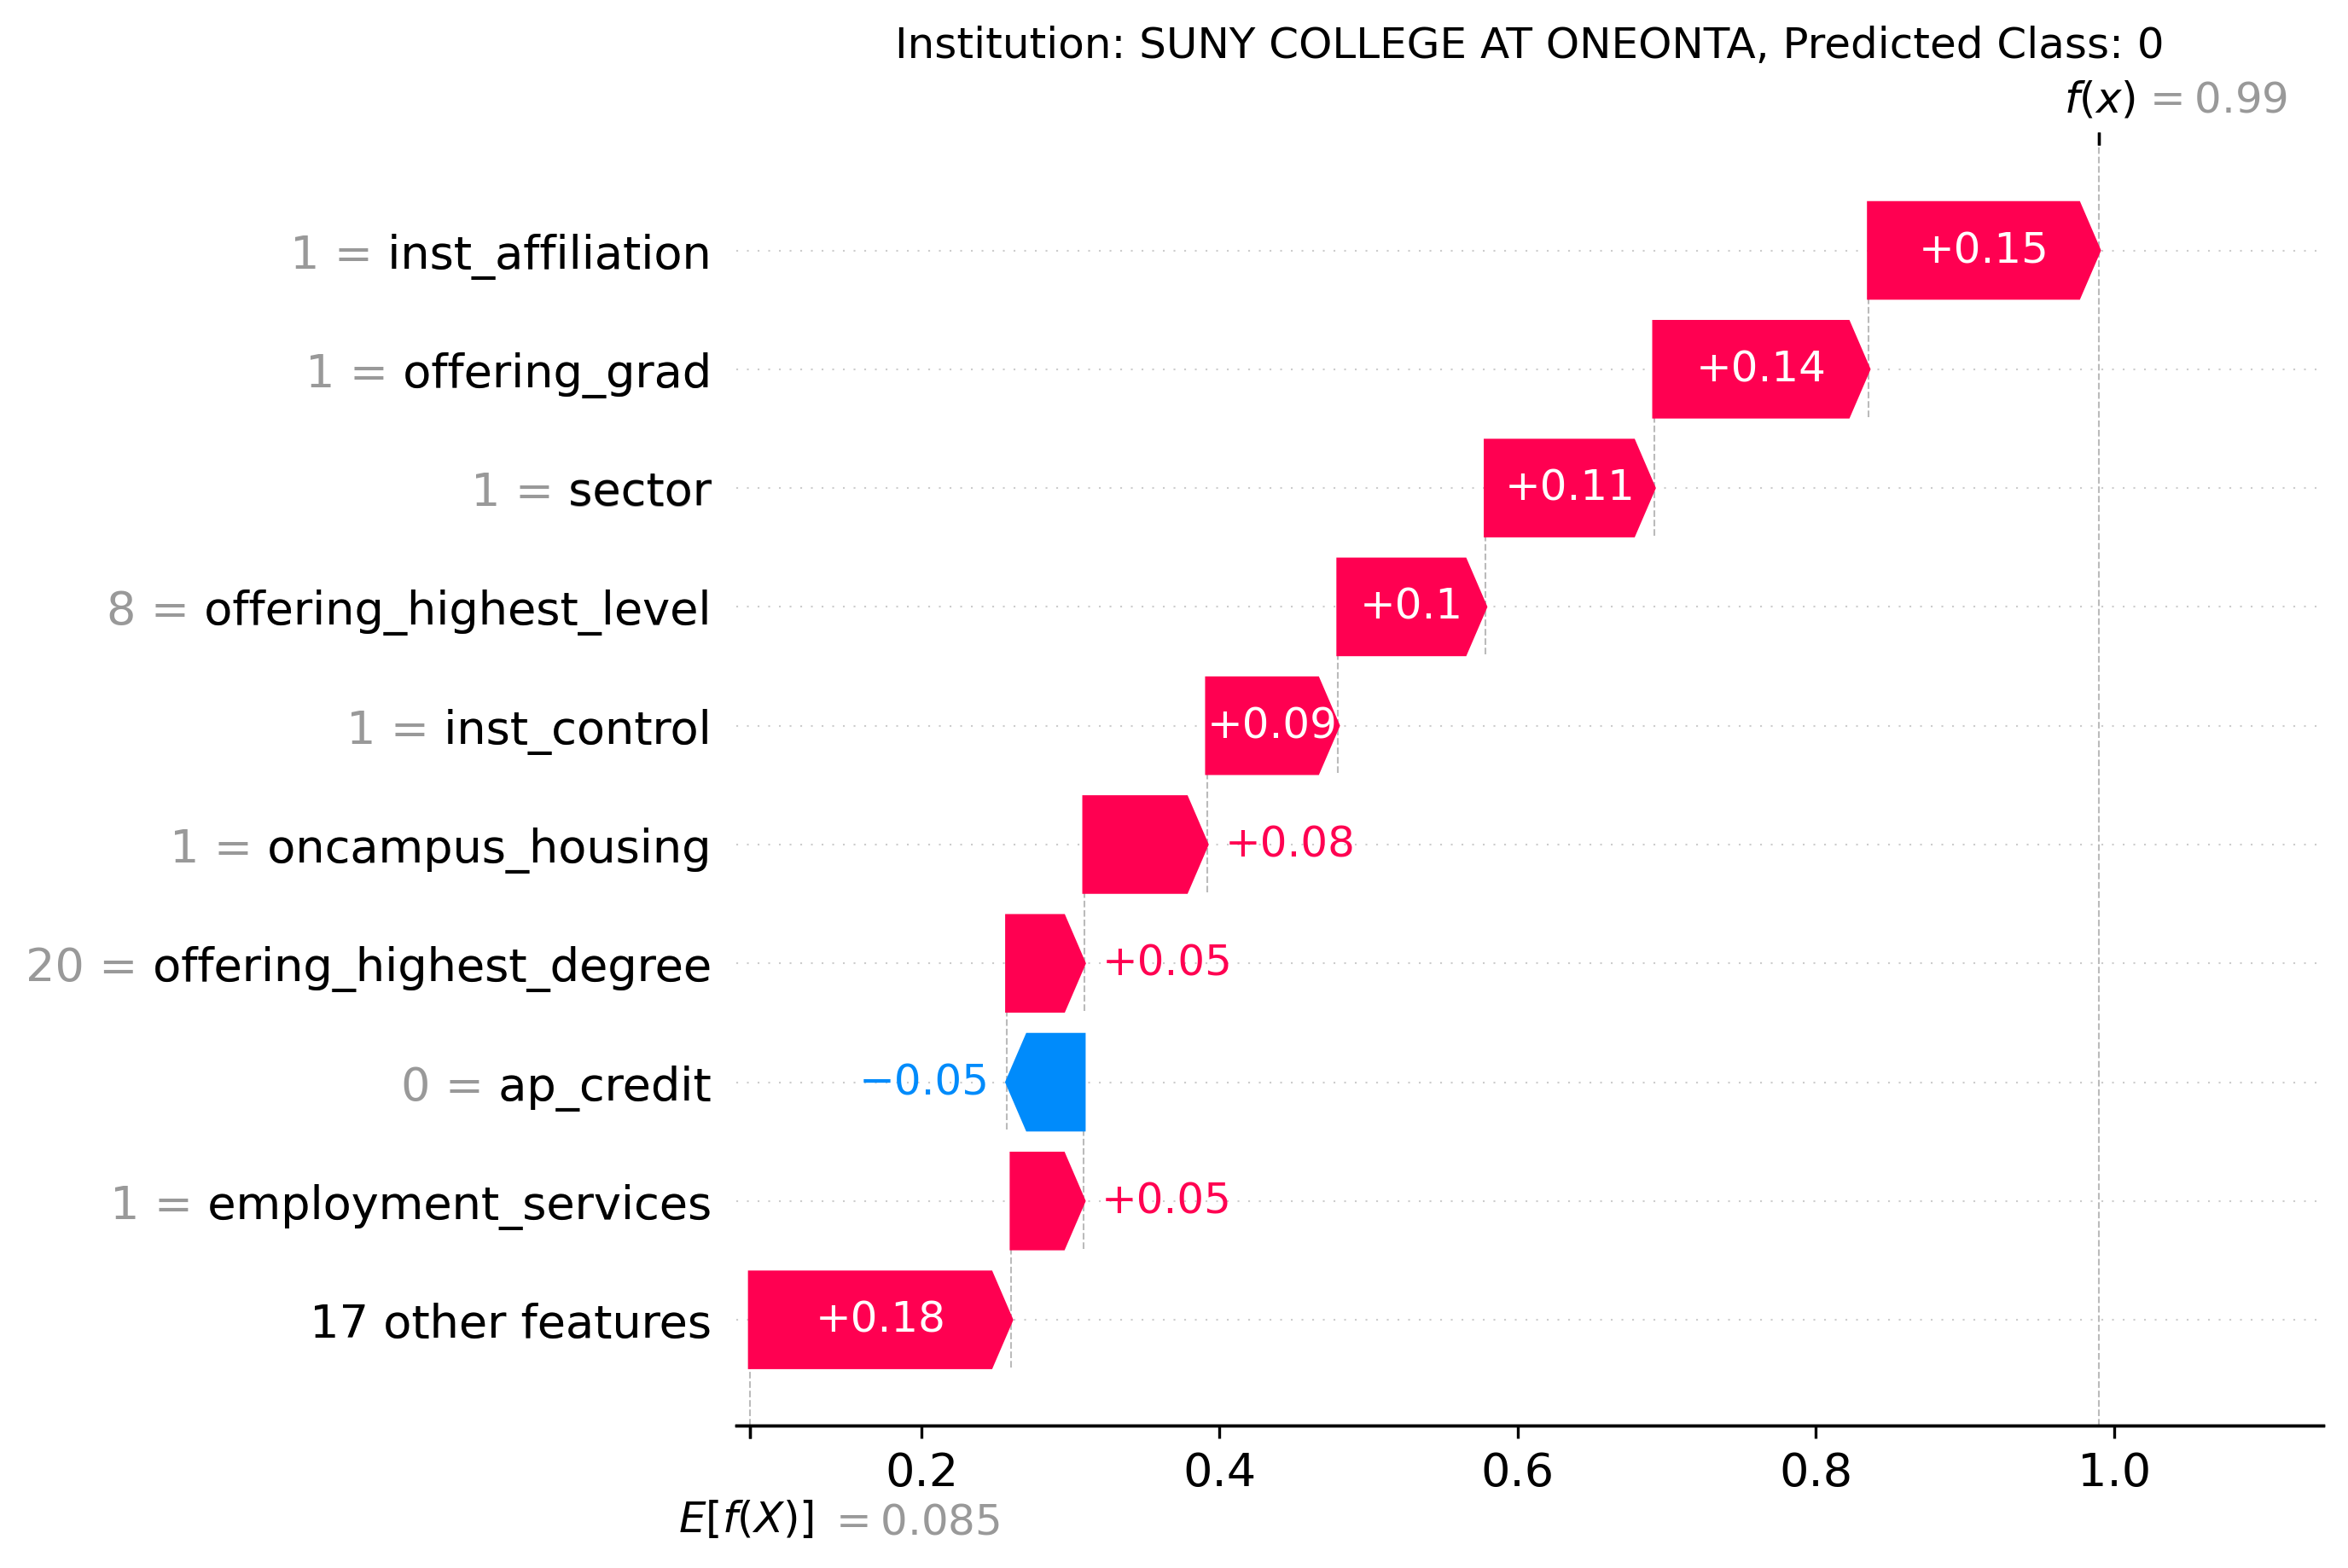 Institution: SUNY COLLEGE AT ONEONTA, Predicted Class: 0
f(x) = 0.99
1 = inst_affiliation +0.15
1 = offering_grad +0.14
1 = sector +0.11
8 = offering_highest_level +0.1
1 = inst_control +0.09
1 = oncampus_housing +0.08
20 = offering_highest_degree +0.05
0 = ap_credit −0.05
1 = employment_services +0.05
17 other features +0.18
0.2 0.4 0.6 0.8 1.0
E[f(X)] = 0.085